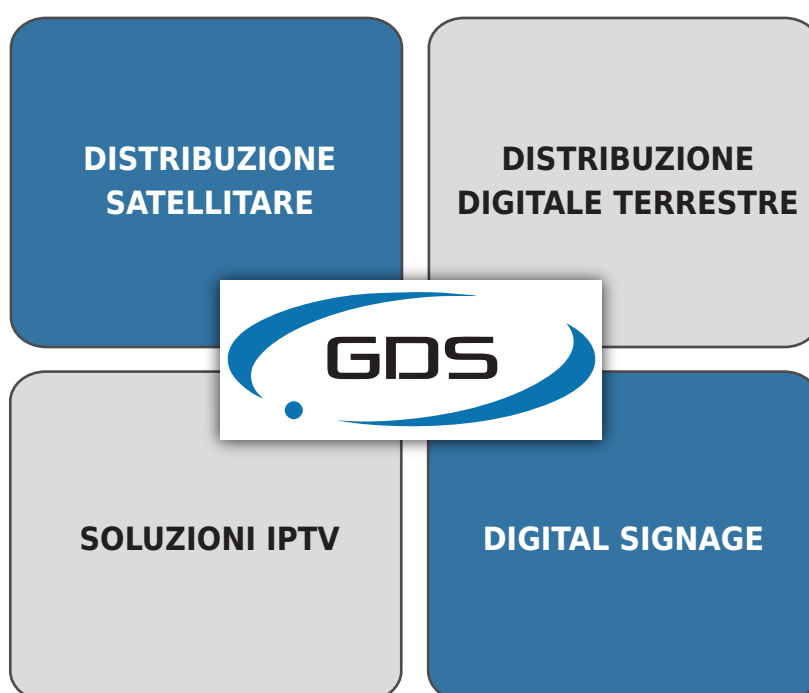 DISTRIBUZIONE
SATELLITARE
DISTRIBUZIONE
DIGITALE TERRESTRE
GDS
SOLUZIONI IPTV
DIGITAL SIGNAGE